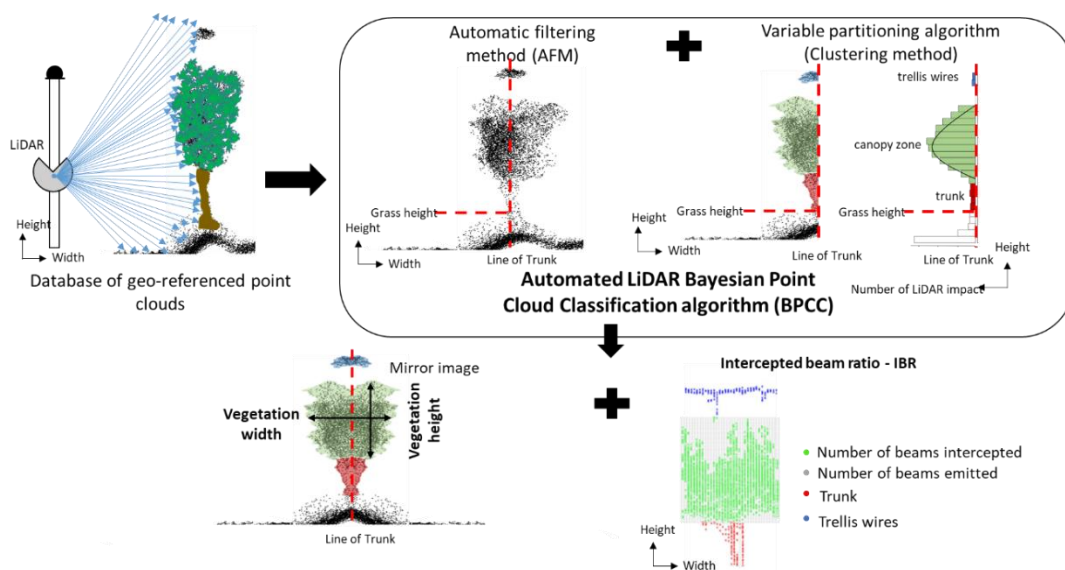 LiDAR
Height
Width
Database of geo-referenced point
clouds
Automatic filtering
method (AFM)
Grass height
Height
Width
Line of Trunk
Variable partitioning algorithm
(Clustering method)
trellis wires
canopy zone
trunk
Grass height
Grass height
Height
Width
Line of Trunk
Line of Trunk
Height
Number of LiDAR impact
Automated LiDAR Bayesian Point
Cloud Classification algorithm (BPCC)
Mirror image
Vegetation
width
Vegetation
height
Line of Trunk
Intercepted beam ratio - IBR
Height
Width
Number of beams intercepted
Number of beams emitted
Trunk
Trellis wires